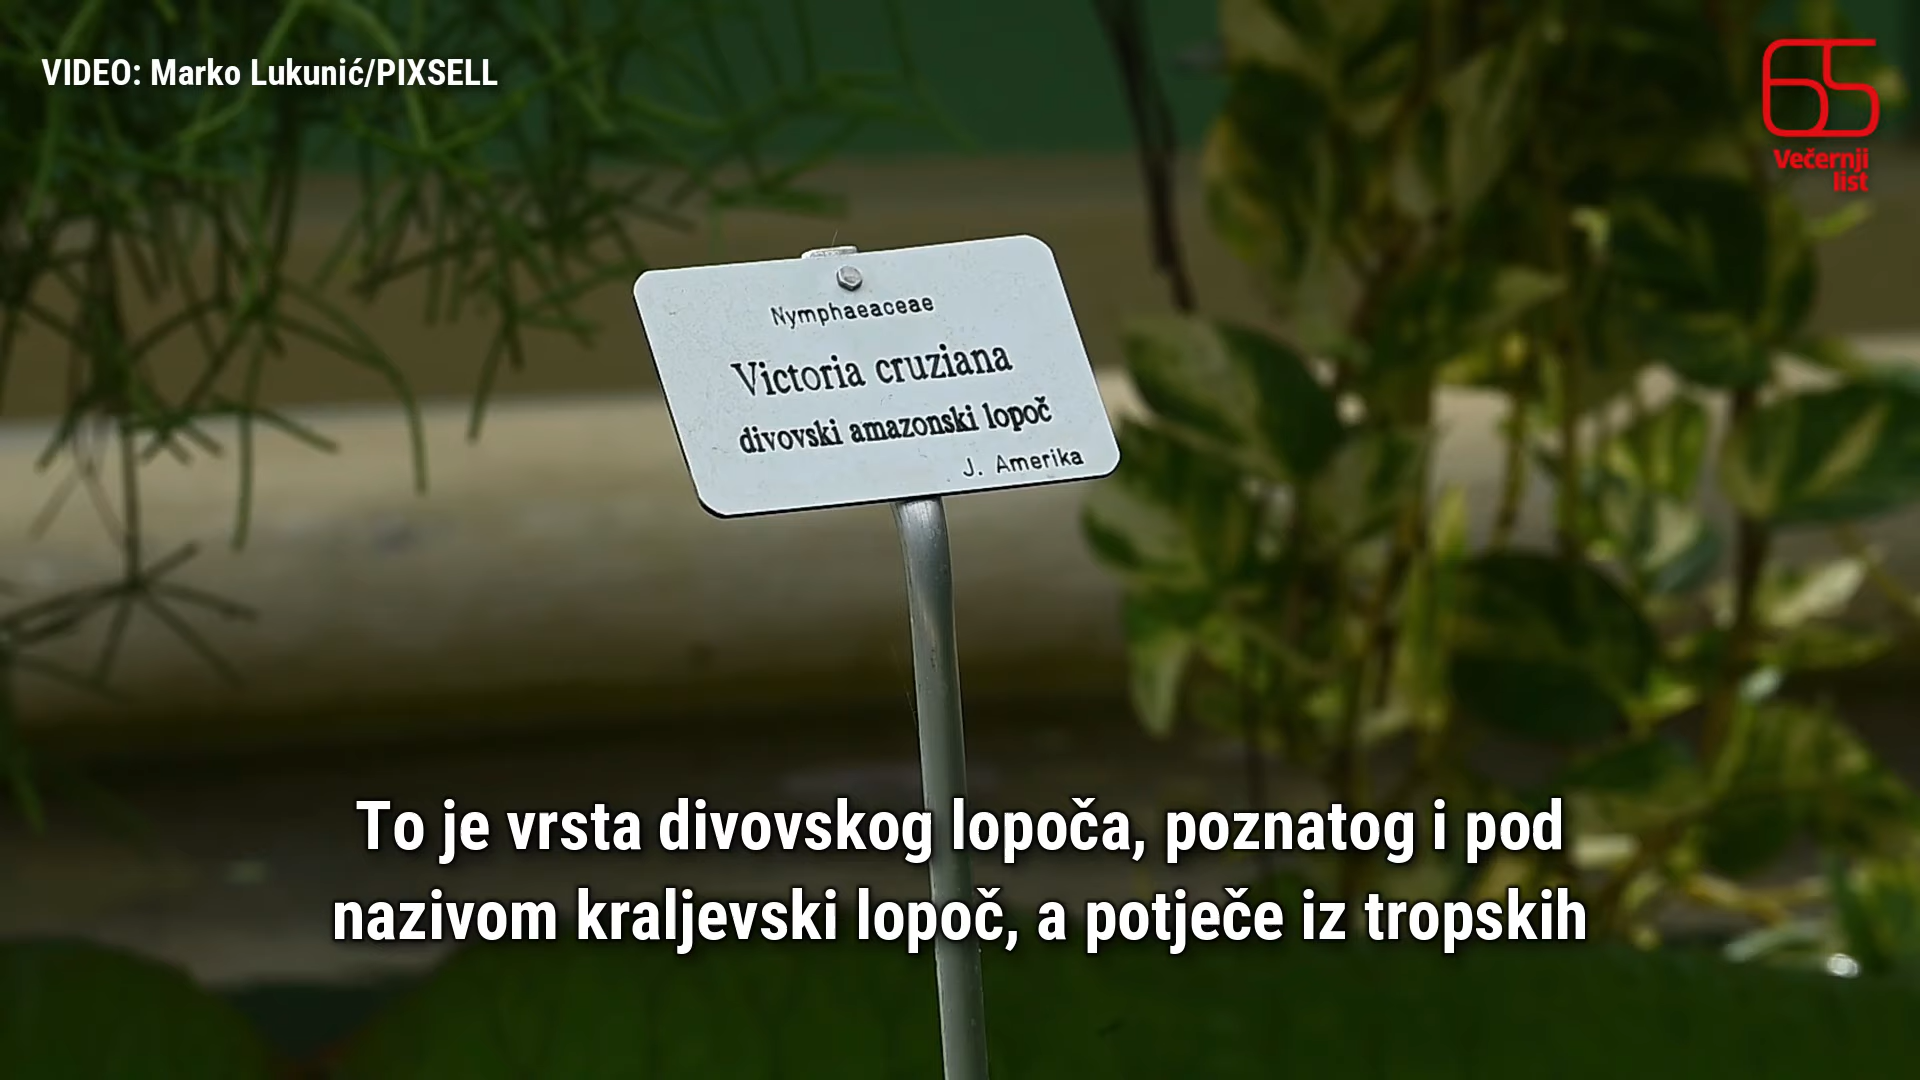 VIDEO: Marko Lukunić/PIXSELL
65
Večernji
list
Nymphaeaceae
Victoria cruziana
divovski amazonski lopoč
J. Amerika
To je vrsta divovskog lopoča, poznatog i pod
nazivom kraljevski lopoč, a potječe iz tropskih